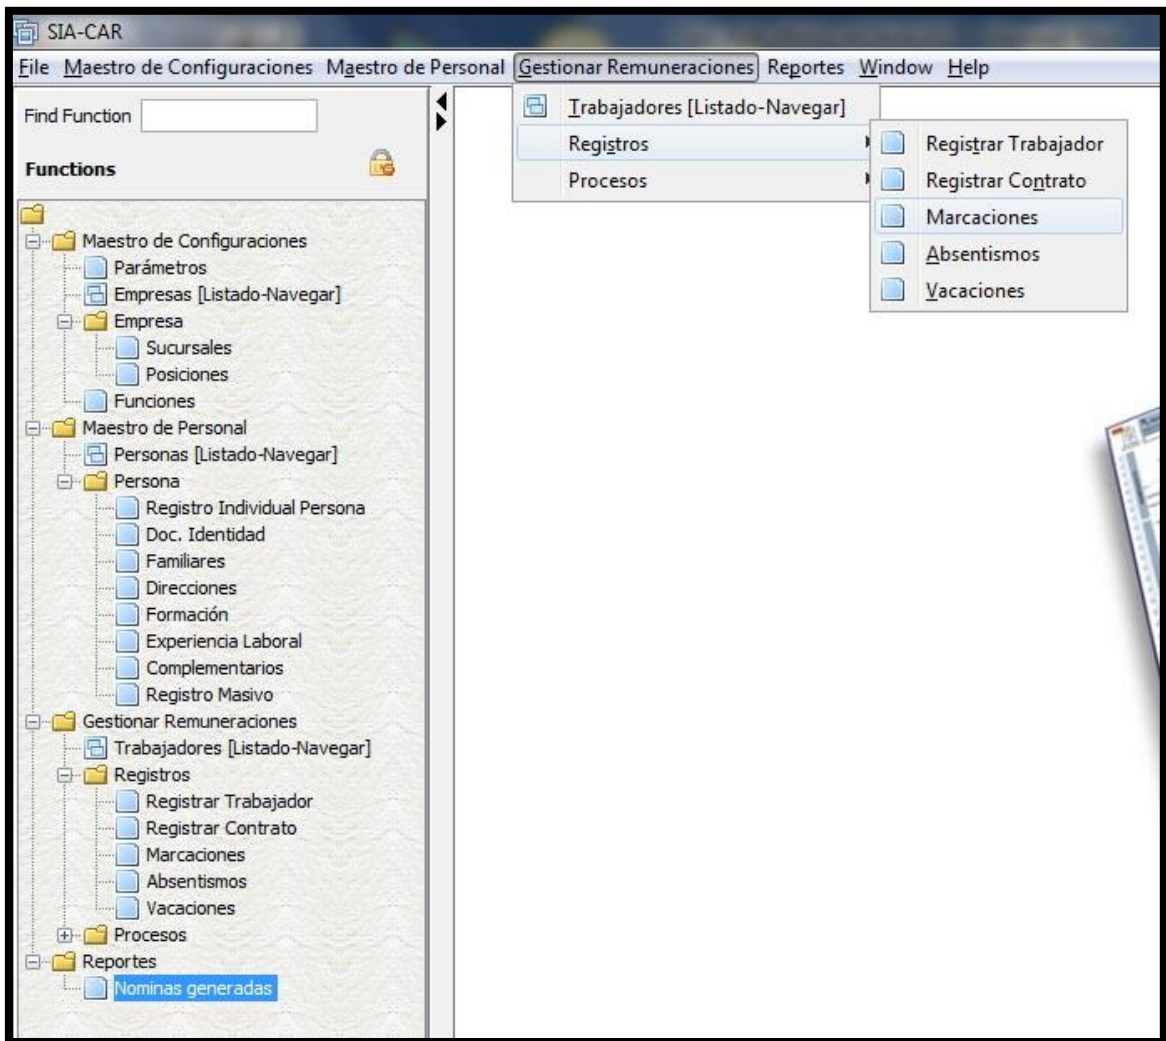 SIA-CAR
File Maestro de Configuraciones Maestro de Personal Gestionar Remuneraciones Reportes Window Help
Find Function
Functions
Maestro de Configuraciones
Parámetros
Empresas [Listado-Navegar]
Empresa
Sucursales
Posiciones
Funciones
Maestro de Personal
Personas [Listado-Navegar]
Persona
Registro Individual Persona
Doc. Identidad
Familiares
Direcciones
Formación
Experiencia Laboral
Complementarios
Registro Masivo
Gestionar Remuneraciones
Trabajadores [Listado-Navegar]
Registros
Registrar Trabajador
Registrar Contrato
Marcaciones
Absentismos
Vacaciones
Procesos
Reportes
Nominas generadas
Trabajadores [Listado-Navegar]
Registros
Procesos
Registrar Trabajador
Registrar Contrato
Marcaciones
Absentismos
Vacaciones